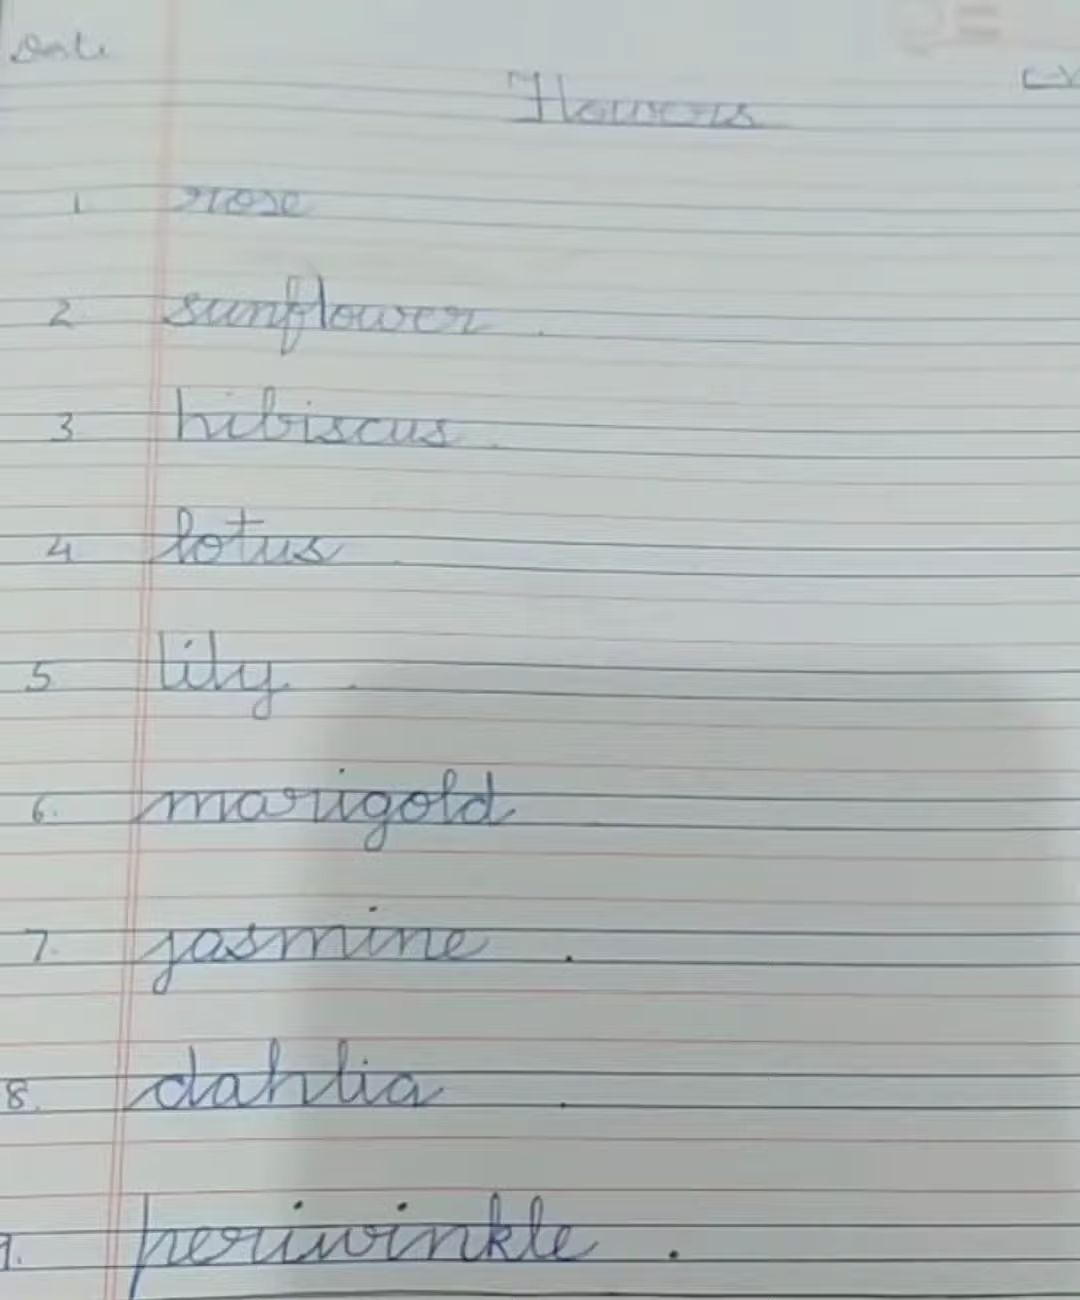 Date
Flowers
1 rose
2 sunflower.
3 hibiscus.
4 lotus.
5 lily.
6. marigold
7. jasmine.
8. dahlia.
9. periwinkle.